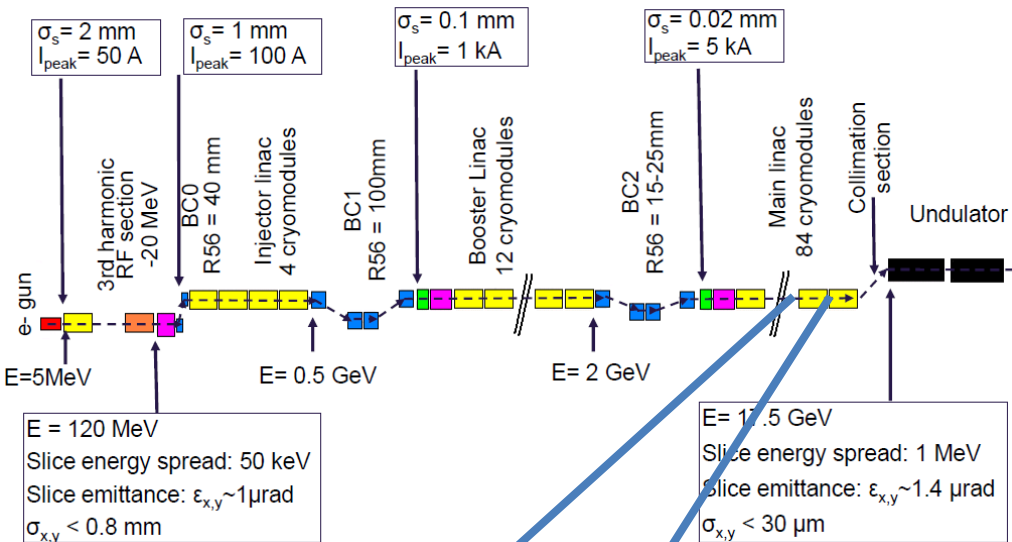 σs= 2 mm
Ipeak= 50 A
σs= 1 mm
Ipeak= 100 A
σs= 0.1 mm
Ipeak= 1 kA
σs= 0.02 mm
Ipeak= 5 kA
e- gun
3rd harmonic
RF section
-20 MeV
BC0
R56 = 40 mm
Injector linac
4 cryomodules
BC1
R56 = 100mm
Booster Linac
12 cryomodules
BC2
R56 = 15-25mm
Main linac
84 cryomodules
Collimation
section
Undulator
E=5MeV
E= 0.5 GeV
E= 2 GeV
E = 120 MeV
Slice energy spread: 50 keV
Slice emittance: εx,y~1µrad
σx,y < 0.8 mm
E= 17.5 GeV
Slice energy spread: 1 MeV
Slice emittance: εx,y~1.4 µrad
σx,y < 30 µm